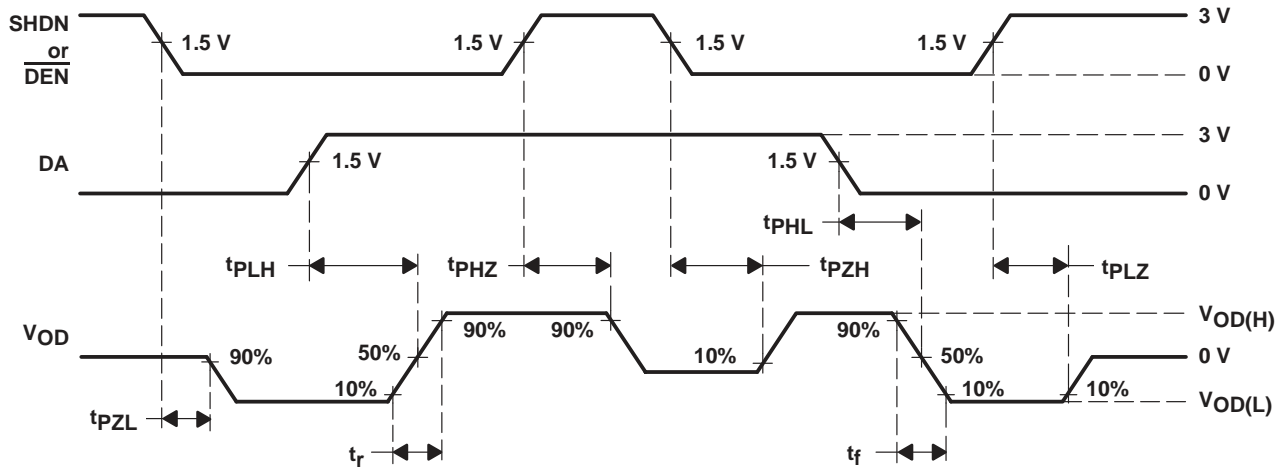 SHDN
or
DEN
1.5 V
1.5 V
1.5 V
1.5 V
3 V
0 V
DA
1.5 V
1.5 V
3 V
0 V
tPHL
tPLH
tPHZ
tPZH
tPLZ
VOD
90%
50%
10%
90%
90%
10%
90%
50%
10%
10%
VOD(H)
0 V
VOD(L)
tPZL
tr
tf